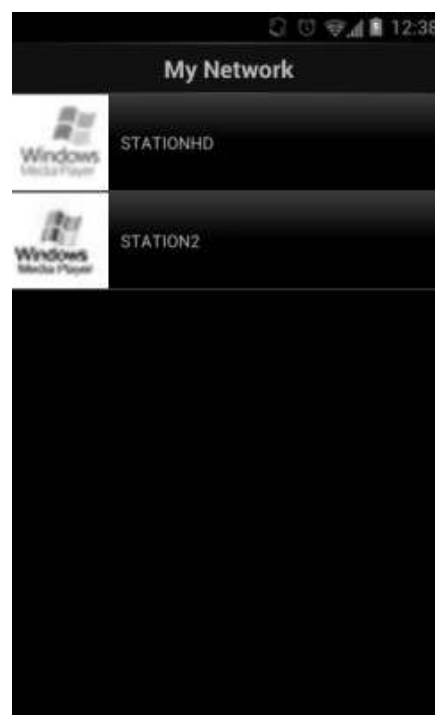 12:38
My Network
Windows
Media Player
STATIONHD
Windows
Media Player
STATION2